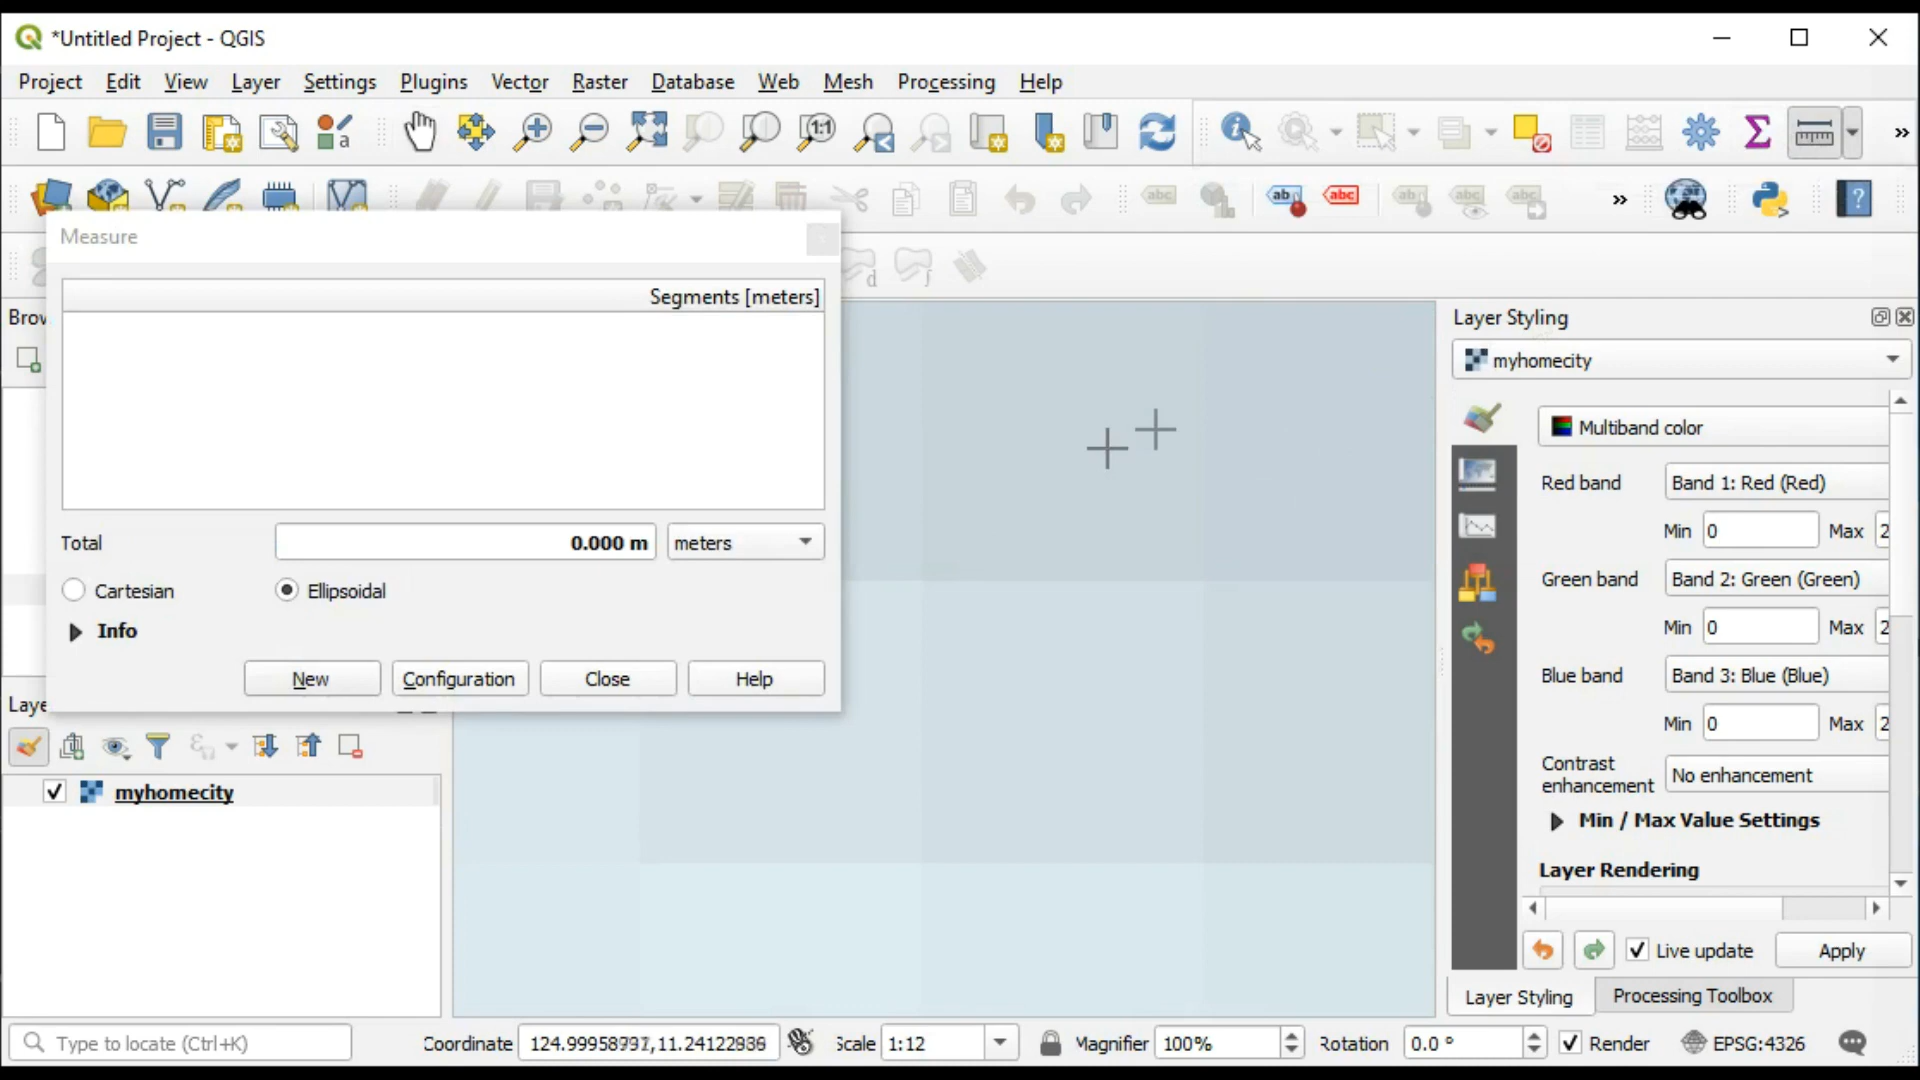 *Untitled Project - QGIS
Project Edit View Layer Settings Plugins Vector Raster Database Web Mesh Processing Help
Measure
Segments [meters]
Total 0.000 m meters
Cartesian Ellipsoidal
Info
New Configuration Close Help
myhomecity
Layer Styling
myhomecity
Multiband color
Red band Band 1: Red (Red)
Min 0 Max 2
Green band Band 2: Green (Green)
Min 0 Max 2
Blue band Band 3: Blue (Blue)
Min 0 Max 2
Contrast
enhancement No enhancement
Min / Max Value Settings
Layer Rendering
Live update Apply
Layer Styling Processing Toolbox
Type to locate (Ctrl+K) Coordinate Scale 1:12 Magnifier 100% Rotation 0.0 ° Render EPSG:4326